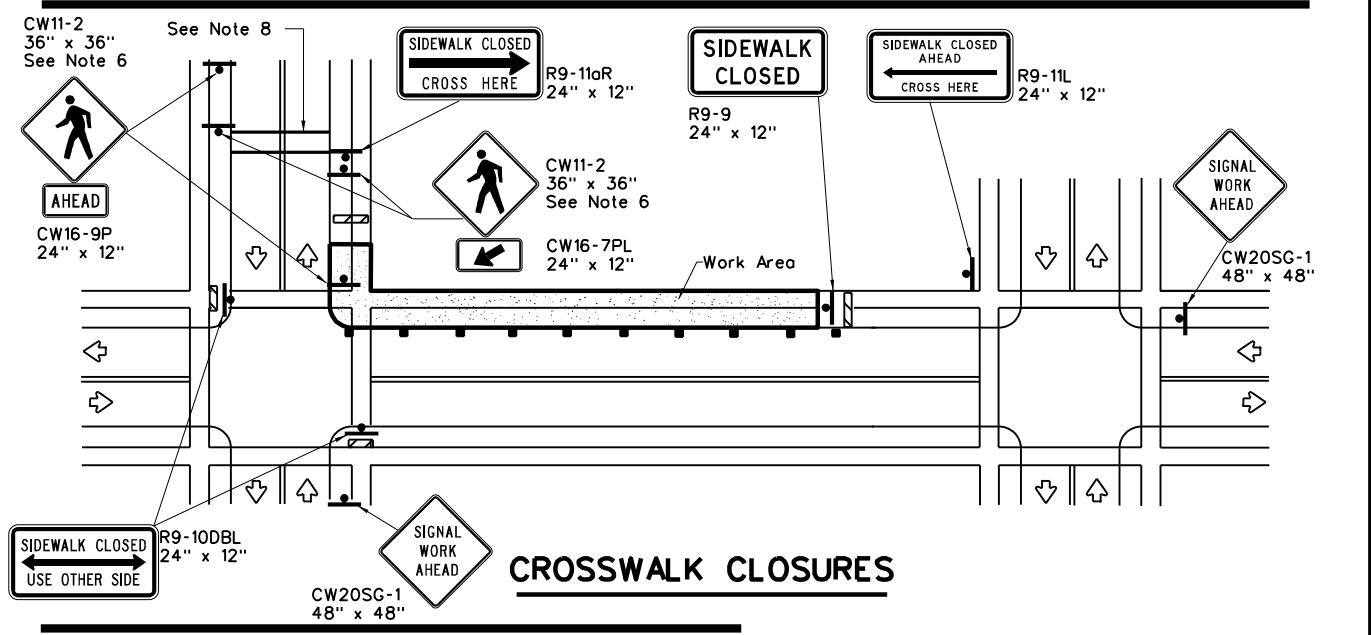 CW11-2
36" x 36"
See Note 6
See Note 8
SIDEWALK CLOSED
CROSS HERE
R9-11aR
24" x 12"
SIDEWALK
CLOSED
R9-9
24" x 12"
SIDEWALK CLOSED
AHEAD
CROSS HERE
R9-11L
24" x 12"
AHEAD
CW16-9P
24" x 12"
CW11-2
36" x 36"
See Note 6
CW16-7PL
24" x 12"
Work Area
SIGNAL
WORK
AHEAD
CW20SG-1
48" x 48"
SIDEWALK CLOSED
USE OTHER SIDE
R9-10DBL
24" x 12"
SIGNAL
WORK
AHEAD
CW20SG-1
48" x 48"
CROSSWALK CLOSURES